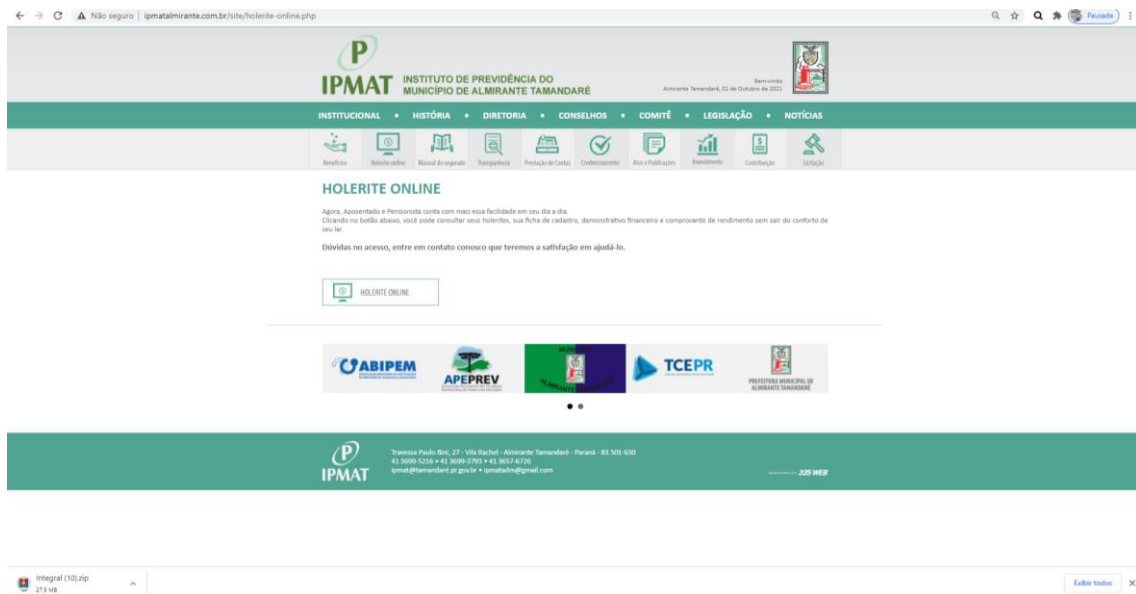 Não seguro | ipmatalmirante.com.br/site/holerite-online.php
Pausada
P
IPMAT
INSTITUTO DE PREVIDÊNCIA DO
MUNICÍPIO DE ALMIRANTE TAMANDARÉ
Bem-vindo
Almirante Tamandaré, 01 de Outubro de 2021
INSTITUCIONAL • HISTÓRIA • DIRETORIA • CONSELHOS • COMITÊ • LEGISLAÇÃO • NOTÍCIAS
Benefícios Holerite online Manual do segurado Transparência Prestação de Contas Credenciamento Atos e Publicações Investimento Contribuição Licitação
HOLERITE ONLINE
Agora, Aposentado e Pensionista conta com mais essa facilidade em seu dia a dia.
Clicando no botão abaixo, você pode consultar seus holerites, sua ficha de cadastro, demonstrativo financeiro e comprovante de rendimento sem sair do conforto de
seu lar.
Dúvidas no acesso, entre em contato conosco que teremos a satisfação em ajudá-lo.
HOLERITE ONLINE
ABIPEM
APEPREV
ALMIRANTE TAMANDARÉ
TCEPR
PREFEITURA MUNICIPAL DE
ALMIRANTE TAMANDARÉ
P
IPMAT
Travessa Paulo Bini, 27 - Vila Rachel - Almirante Tamandaré - Paraná - 83.501-630
41 3699-5216 • 41 3699-3793 • 41 3657-6726
ipmat@tamandaré.pr.gov.br • ipmatadm@gmail.com
325 WEB
Integral (10).zip
27.5 MB
Exibir todos